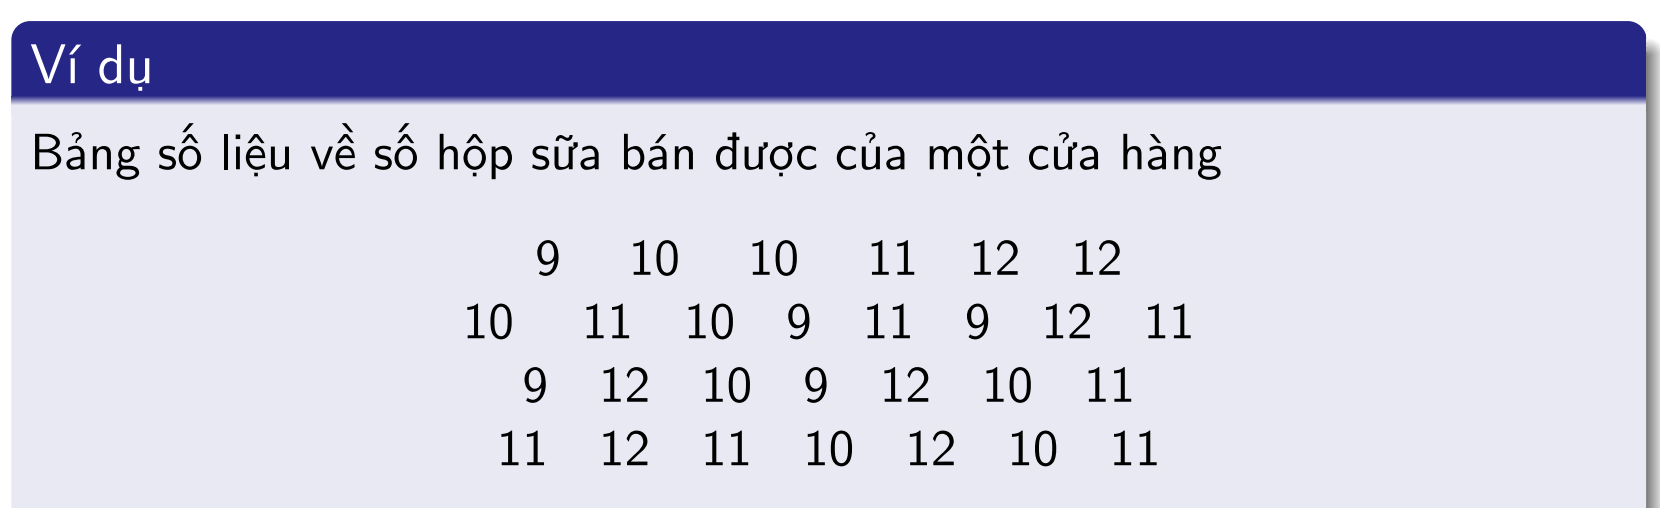 Ví dụ
Bảng số liệu về số hộp sữa bán được của một cửa hàng
9 10 10 11 12 12
10 11 10 9 11 9 12 11
9 12 10 9 12 10 11
11 12 11 10 12 10 11